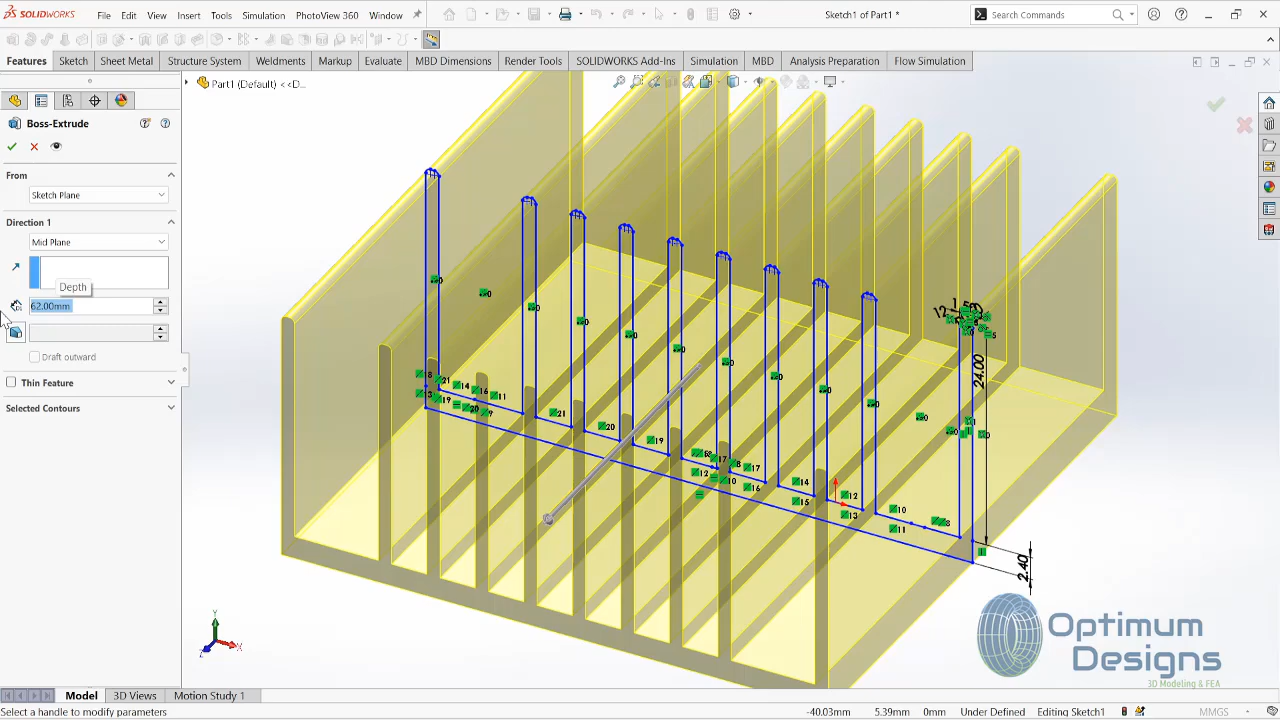 SOLIDWORKS File Edit View Insert Tools Simulation PhotoView 360 Window Sketch1 of Part1 * Search Commands
Features Sketch Sheet Metal Structure System Weldments Markup Evaluate MBD Dimensions Render Tools SOLIDWORKS Add-Ins Simulation MBD Analysis Preparation Flow Simulation
Part1 (Default) <<D...
Boss-Extrude
From
Sketch Plane
Direction 1
Mid Plane
Depth
62.00mm
Draft outward
Thin Feature
Selected Contours
24.00
2.40
Optimum
Designs
3D Modeling & FEA
Model 3D Views Motion Study 1
Select a handle to modify parameters -40.03mm 5.39mm 0mm Under Defined Editing Sketch1 MMGS